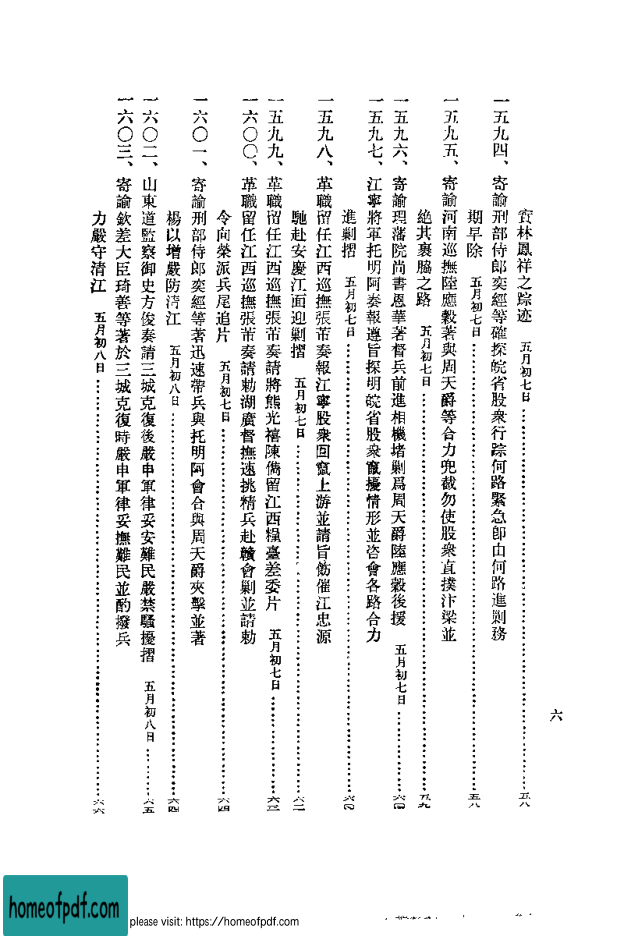 賓林鳳祥之踪迹 五月初七日……五八
一五九四、寄諭刑部侍郎奕經等確探皖省股衆行踪何路緊急卽由何路進剿務
期早除 五月初七日……五八
一五九五、寄諭河南巡撫陸應穀著與周天爵等合力兜截勿使股衆直撲汴梁並
絕其裹脇之路 五月初七日……五九
一五九六、寄諭理藩院尚書恩華著督兵前進相機堵剿爲周天爵陸應穀後援 五月初七日……六〇
一五九七、江寧將軍托明阿奏報遵旨探明皖省股衆竄擾情形並咨會各路合力
進剿摺 五月初七日……
一五九八、革職留任江西巡撫張芾奏報江寧股衆回竄上游並請旨飭催江忠源
馳赴安慶江面迎剿摺 五月初七日……六二
一五九九、革職留任江西巡撫張芾奏請將熊光禧陳僑留江西糧臺差委片 五月初七日……六三
一六〇〇、革職留任江西巡撫張芾奏請勅湖廣督撫速挑精兵赴贛會剿並請勅
令向榮派兵尾追片 五月初七日……六四
一六〇一、寄諭刑部侍郎奕經等著迅速帶兵與托明阿會合與周天爵夾擊並著
楊以增嚴防淸江 五月初八日……六四
一六〇二、山東道監察御史方俊奏請三城克復後嚴申軍律妥安難民嚴禁騷擾摺 五月初八日……六五
一六〇三、寄諭欽差大臣琦善等著於三城克復時嚴申軍律妥撫難民並酌撥兵
力嚴守清江 五月初八日……六六
六
homeofpdf.com
please visit: https://homeofpdf.com